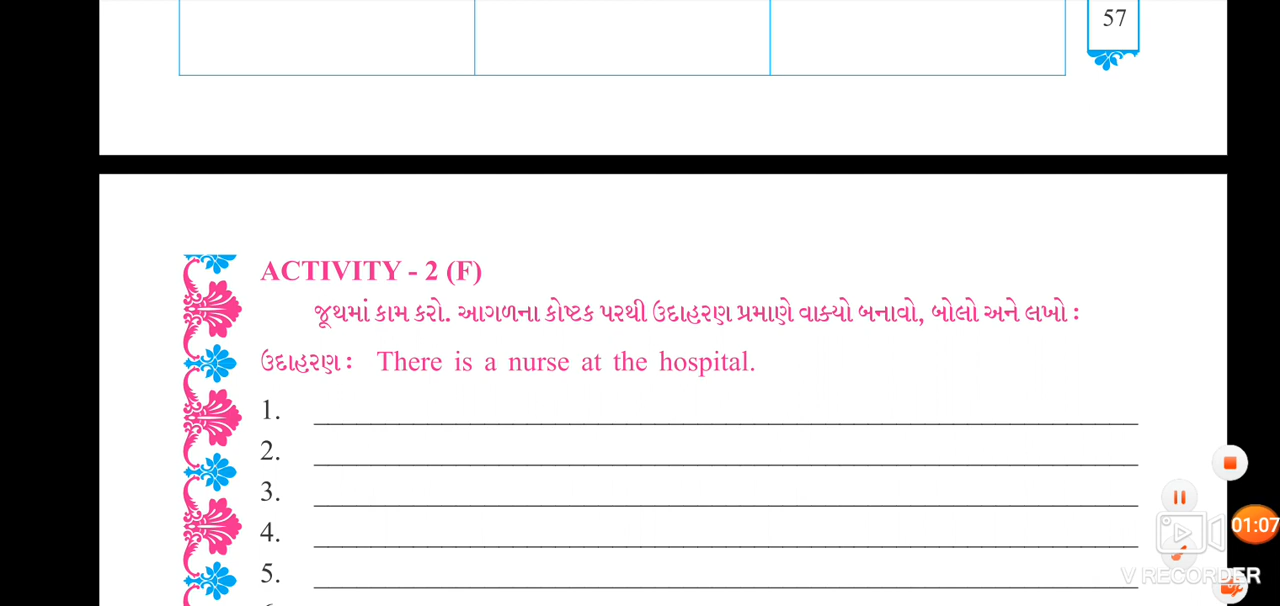 57
ACTIVITY - 2 (F)
જૂથમાં કામ કરો. આગળના કોષ્ટક પરથી ઉદાહરણ પ્રમાણે વાક્યો બનાવો, બોલો અને લખો :
ઉદાહરણ : There is a nurse at the hospital.
1.
2.
3.
4.
5.
01:07
V RECORDER